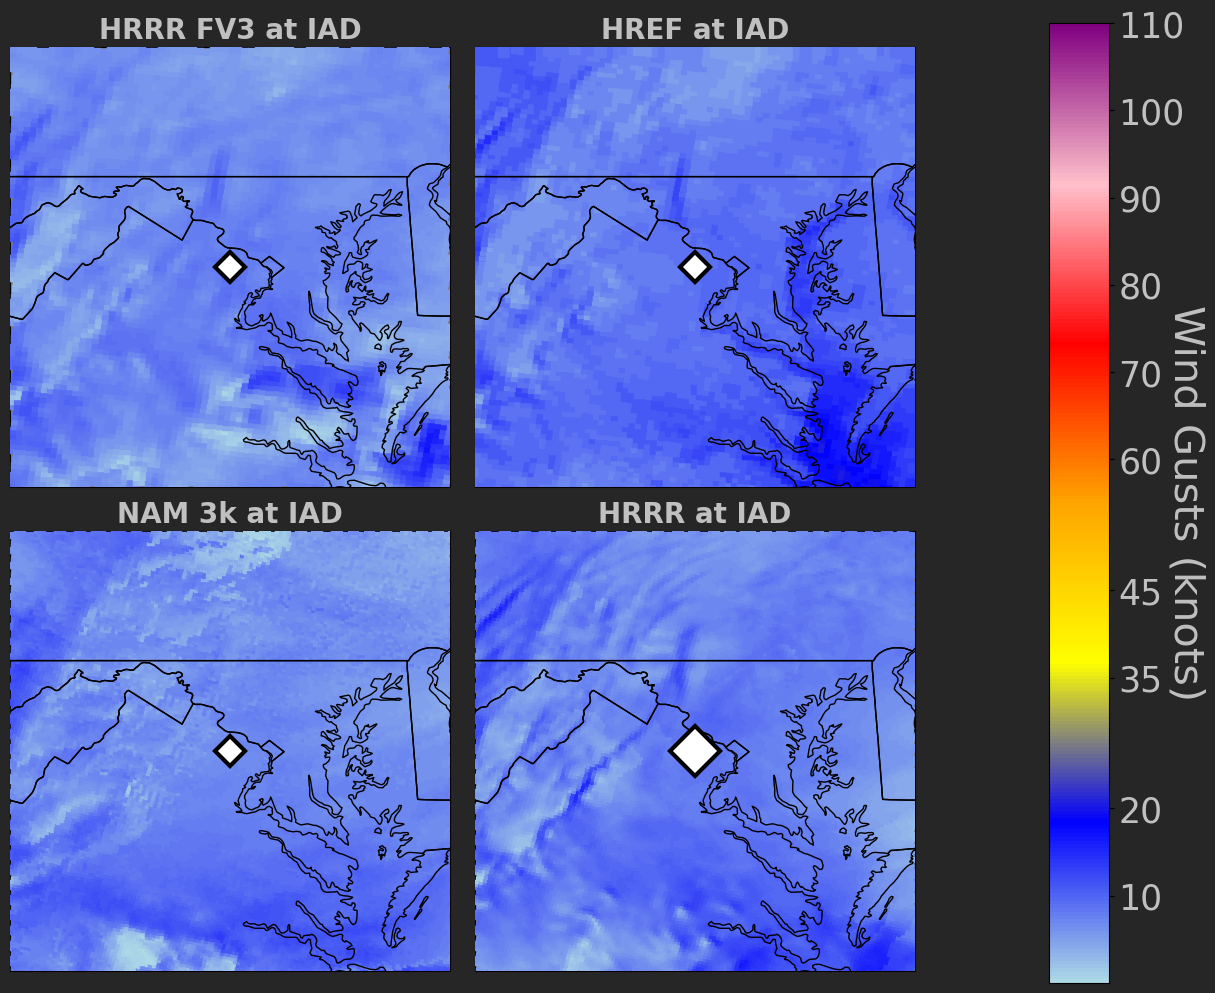 HRRR FV3 at IAD
HREF at IAD
NAM 3k at IAD
HRRR at IAD
110
100
90
80
70
60
45
35
20
10
Wind Gusts (knots)